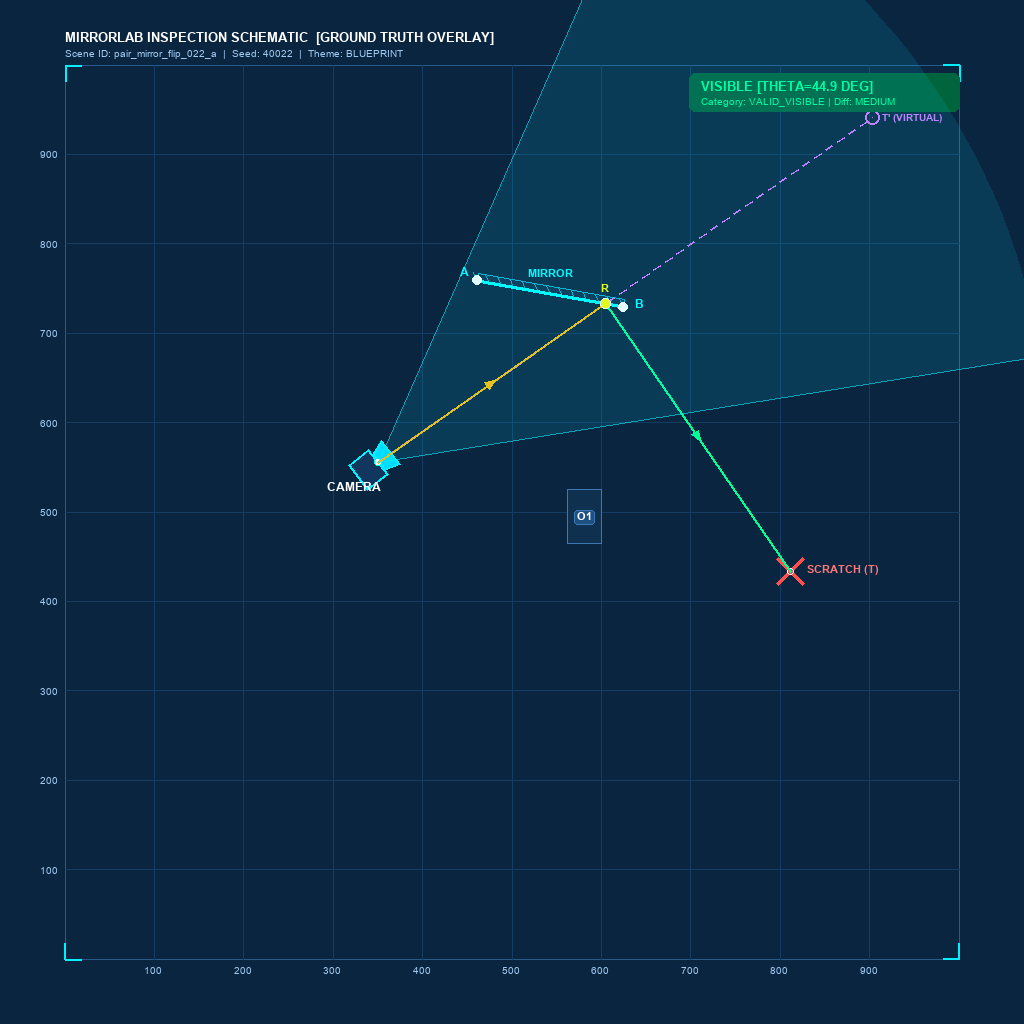 MIRRORLAB INSPECTION SCHEMATIC [GROUND TRUTH OVERLAY]
Scene ID: pair_mirror_flip_022_a | Seed: 40022 | Theme: BLUEPRINT
VISIBLE [THETA=44.9 DEG]
Category: VALID_VISIBLE | Diff: MEDIUM
T' (VIRTUAL)
900
800
A
MIRROR
R
B
700
600
CAMERA
500
O1
SCRATCH (T)
400
300
200
100
100 200 300 400 500 600 700 800 900